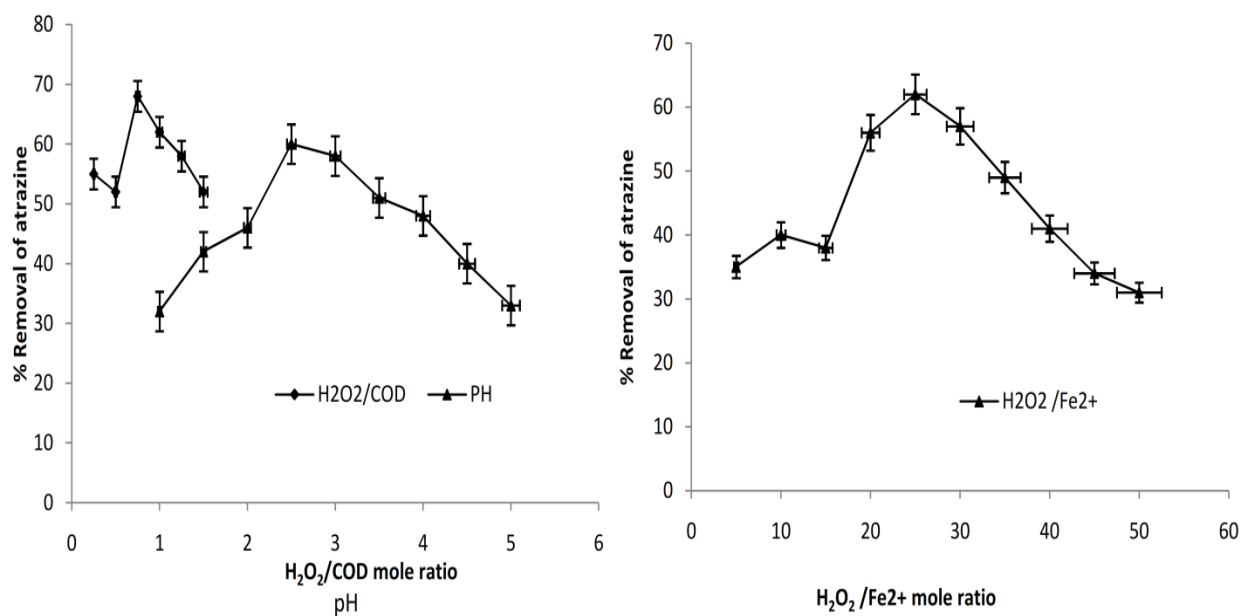 % Removal of atrazine
80
70
60
50
40
30
20
10
0
H2O2/COD PH
0 1 2 3 4 5 6
H₂O₂/COD mole ratio
pH
% Removal of atrazine
70
60
50
40
30
20
10
0
H2O2 /Fe2+
0 10 20 30 40 50 60
H₂O₂ /Fe2+ mole ratio